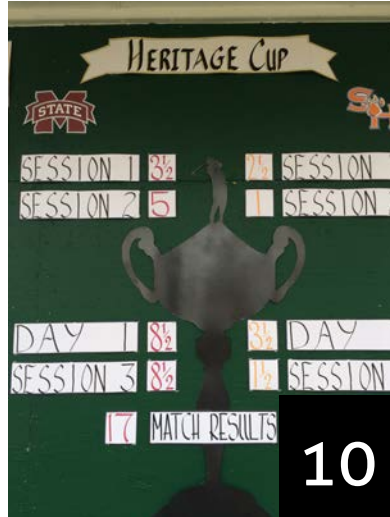 HERITAGE CUP
STATE
SH
SESSION 1 3½ 2½ SESSION
SESSION 2 5 1 SESSION
DAY 1 8½ 3½ DAY
SESSION 3 8½ 1½ SESSION
17 MATCH RESULTS
10